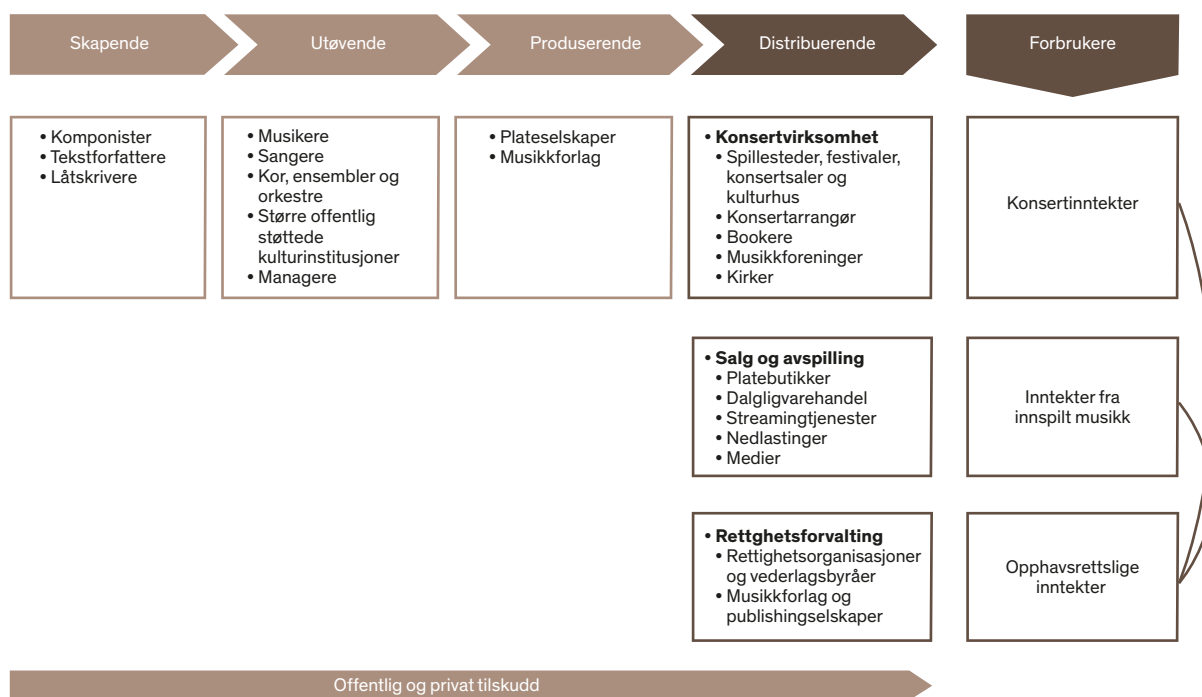 Skapende
Utøvende
Produserende
Distribuerende
Forbrukere
• Komponister
• Tekstforfattere
• Låtskrivere
• Musikere
• Sangere
• Kor, ensembler og
orkestre
• Større offentlig
støttede
kulturinstitusjoner
• Managere
• Plateselskaper
• Musikkforlag
• Konsertvirksomhet
• Spillesteder, festivaler,
konsertsaler og
kulturhus
• Konsertarrangør
• Bookere
• Musikkforeninger
• Kirker
Konsertinntekter
• Salg og avspilling
• Platebutikker
• Dalgligvarehandel
• Streamingtjenester
• Nedlastinger
• Medier
Inntekter fra
innspilt musikk
• Rettghetsforvalting
• Rettighetsorganisasjoner
og vederlagsbyråer
• Musikkforlag og
publishingselskaper
Opphavsrettslige
inntekter
Offentlig og privat tilskudd